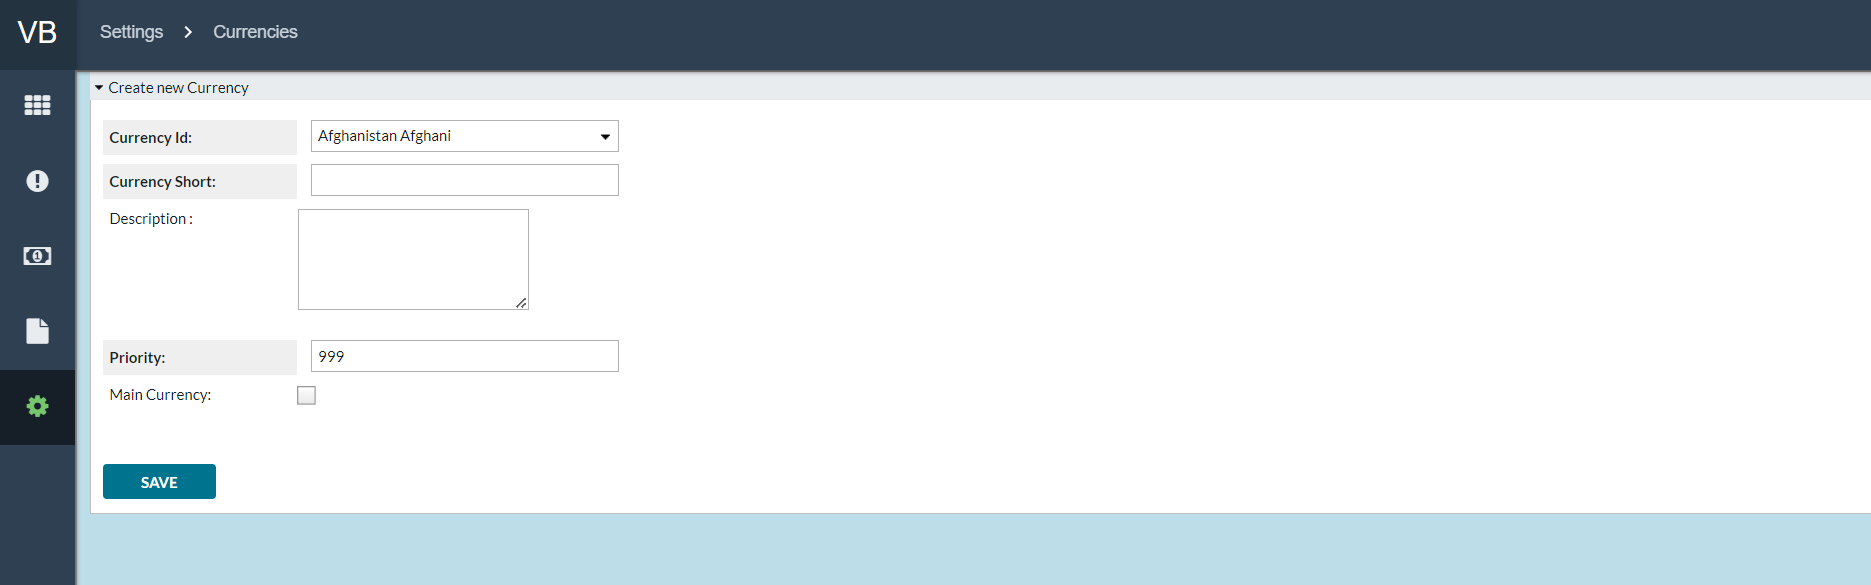 VB
Settings
Currencies
Create new Currency
Currency Id:
Afghanistan Afghani
Currency Short:
Description :
Priority:
999
Main Currency:
SAVE